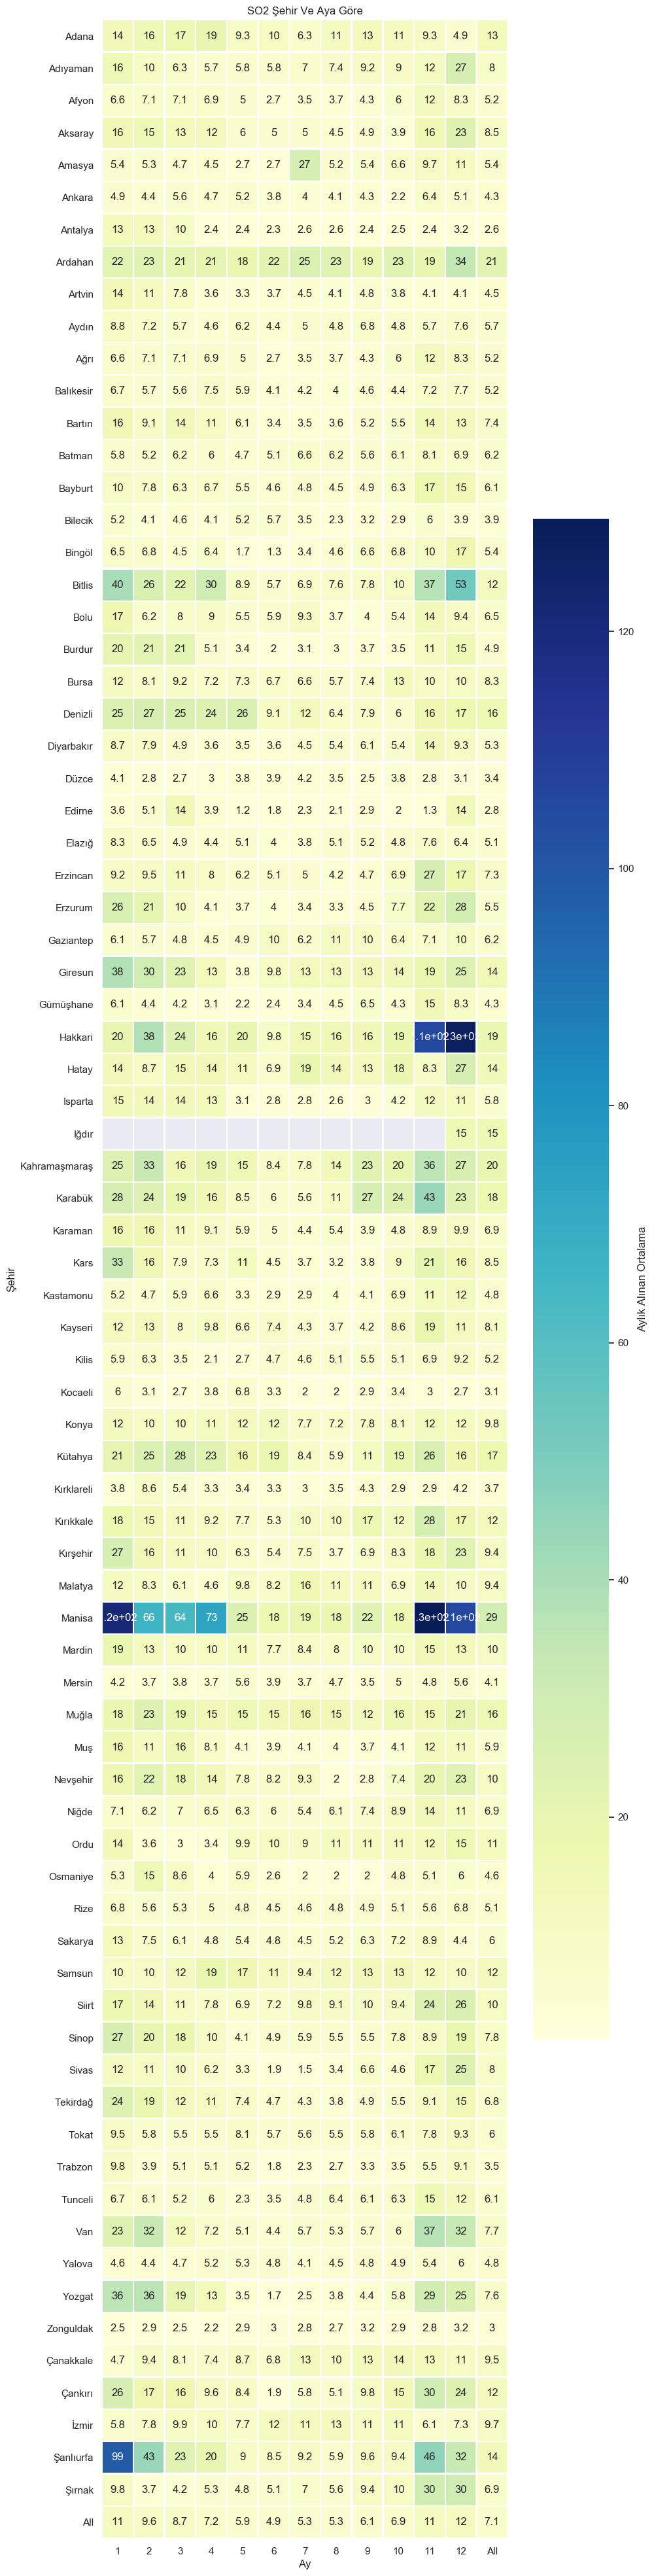 SO2 Şehir Ve Aya Göre
Adana 14 16 17 19 9.3 10 6.3 11 13 11 9.3 4.9 13
Adıyaman 16 10 6.3 5.7 5.8 5.8 7 7.4 9.2 9 12 27 8
Afyon 6.6 7.1 7.1 6.9 5 2.7 3.5 3.7 4.3 6 12 8.3 5.2
Aksaray 16 15 13 12 6 5 5 4.5 4.9 3.9 16 23 8.5
Amasya 5.4 5.3 4.7 4.5 2.7 2.7 27 5.2 5.4 6.6 9.7 11 5.4
Ankara 4.9 4.4 5.6 4.7 5.2 3.8 4 4.1 4.3 2.2 6.4 5.1 4.3
Antalya 13 13 10 2.4 2.4 2.3 2.6 2.6 2.4 2.5 2.4 3.2 2.6
Ardahan 22 23 21 21 18 22 25 23 19 23 19 34 21
Artvin 14 11 7.8 3.6 3.3 3.7 4.5 4.1 4.8 3.8 4.1 4.1 4.5
Aydın 8.8 7.2 5.7 4.6 6.2 4.4 5 4.8 6.8 4.8 5.7 7.6 5.7
Ağrı 6.6 7.1 7.1 6.9 5 2.7 3.5 3.7 4.3 6 12 8.3 5.2
Balıkesir 6.7 5.7 5.6 7.5 5.9 4.1 4.2 4 4.6 4.4 7.2 7.7 5.2
Bartın 16 9.1 14 11 6.1 3.4 3.5 3.6 5.2 5.5 14 13 7.4
Batman 5.8 5.2 6.2 6 4.7 5.1 6.6 6.2 5.6 6.1 8.1 6.9 6.2
Bayburt 10 7.8 6.3 6.7 5.5 4.6 4.8 4.5 4.9 6.3 17 15 6.1
Bilecik 5.2 4.1 4.6 4.1 5.2 5.7 3.5 2.3 3.2 2.9 6 3.9 3.9
Bingöl 6.5 6.8 4.5 6.4 1.7 1.3 3.4 4.6 6.6 6.8 10 17 5.4
Bitlis 40 26 22 30 8.9 5.7 6.9 7.6 7.8 10 37 53 12
Bolu 17 6.2 8 9 5.5 5.9 9.3 3.7 4 5.4 14 9.4 6.5
Burdur 20 21 21 5.1 3.4 2 3.1 3 3.7 3.5 11 15 4.9
Bursa 12 8.1 9.2 7.2 7.3 6.7 6.6 5.7 7.4 13 10 10 8.3
Denizli 25 27 25 24 26 9.1 12 6.4 7.9 6 16 17 16
Diyarbakır 8.7 7.9 4.9 3.6 3.5 3.6 4.5 5.4 6.1 5.4 14 9.3 5.3
Düzce 4.1 2.8 2.7 3 3.8 3.9 4.2 3.5 2.5 3.8 2.8 3.1 3.4
Edirne 3.6 5.1 14 3.9 1.2 1.8 2.3 2.1 2.9 2 1.3 14 2.8
Elazığ 8.3 6.5 4.9 4.4 5.1 4 3.8 5.1 5.2 4.8 7.6 6.4 5.1
Erzincan 9.2 9.5 11 8 6.2 5.1 5 4.2 4.7 6.9 27 17 7.3
Erzurum 26 21 10 4.1 3.7 4 3.4 3.3 4.5 7.7 22 28 5.5
Gaziantep 6.1 5.7 4.8 4.5 4.9 10 6.2 11 10 6.4 7.1 10 6.2
Giresun 38 30 23 13 3.8 9.8 13 13 13 14 19 25 14
Gümüşhane 6.1 4.4 4.2 3.1 2.2 2.4 3.4 4.5 6.5 4.3 15 8.3 4.3
Hakkari 20 38 24 16 20 9.8 15 16 16 19 .1e+02 .3e+02 19
Hatay 14 8.7 15 14 11 6.9 19 14 13 18 8.3 27 14
Isparta 15 14 14 13 3.1 2.8 2.8 2.6 3 4.2 12 11 5.8
Iğdır 15 15
Kahramaşmaraş 25 33 16 19 15 8.4 7.8 14 23 20 36 27 20
Karabük 28 24 19 16 8.5 6 5.6 11 27 24 43 23 18
Karaman 16 16 11 9.1 5.9 5 4.4 5.4 3.9 4.8 8.9 9.9 6.9
Kars 33 16 7.9 7.3 11 4.5 3.7 3.2 3.8 9 21 16 8.5
Kastamonu 5.2 4.7 5.9 6.6 3.3 2.9 2.9 4 4.1 6.9 11 12 4.8
Kayseri 12 13 8 9.8 6.6 7.4 4.3 3.7 4.2 8.6 19 11 8.1
Kilis 5.9 6.3 3.5 2.1 2.7 4.7 4.6 5.1 5.5 5.1 6.9 9.2 5.2
Kocaeli 6 3.1 2.7 3.8 6.8 3.3 2 2 2.9 3.4 3 2.7 3.1
Konya 12 10 10 11 12 12 7.7 7.2 7.8 8.1 12 12 9.8
Kütahya 21 25 28 23 16 19 8.4 5.9 11 19 26 16 17
Kırklareli 3.8 8.6 5.4 3.3 3.4 3.3 3 3.5 4.3 2.9 2.9 4.2 3.7
Kırıkkale 18 15 11 9.2 7.7 5.3 10 10 17 12 28 17 12
Kırşehir 27 16 11 10 6.3 5.4 7.5 3.7 6.9 8.3 18 23 9.4
Malatya 12 8.3 6.1 4.6 9.8 8.2 16 11 11 6.9 14 10 9.4
Manisa .2e+02 66 64 73 25 18 19 18 22 18 .3e+02 .1e+02 29
Mardin 19 13 10 10 11 7.7 8.4 8 10 10 15 13 10
Mersin 4.2 3.7 3.8 3.7 5.6 3.9 3.7 4.7 3.5 5 4.8 5.6 4.1
Muğla 18 23 19 15 15 15 16 15 12 16 15 21 16
Muş 16 11 16 8.1 4.1 3.9 4.1 4 3.7 4.1 12 11 5.9
Nevşehir 16 22 18 14 7.8 8.2 9.3 2 2.8 7.4 20 23 10
Niğde 7.1 6.2 7 6.5 6.3 6 5.4 6.1 7.4 8.9 14 11 6.9
Ordu 14 3.6 3 3.4 9.9 10 9 11 11 11 12 15 11
Osmaniye 5.3 15 8.6 4 5.9 2.6 2 2 2 4.8 5.1 6 4.6
Rize 6.8 5.6 5.3 5 4.8 4.5 4.6 4.8 4.9 5.1 5.6 6.8 5.1
Sakarya 13 7.5 6.1 4.8 5.4 4.8 4.5 5.2 6.3 7.2 8.9 4.4 6
Samsun 10 10 12 19 17 11 9.4 12 13 13 12 10 12
Siirt 17 14 11 7.8 6.9 7.2 9.8 9.1 10 9.4 24 26 10
Sinop 27 20 18 10 4.1 4.9 5.9 5.5 5.5 7.8 8.9 19 7.8
Sivas 12 11 10 6.2 3.3 1.9 1.5 3.4 6.6 4.6 17 25 8
Tekirdağ 24 19 12 11 7.4 4.7 4.3 3.8 4.9 5.5 9.1 15 6.8
Tokat 9.5 5.8 5.5 5.5 8.1 5.7 5.6 5.5 5.8 6.1 7.8 9.3 6
Trabzon 9.8 3.9 5.1 5.1 5.2 1.8 2.3 2.7 3.3 3.5 5.5 9.1 3.5
Tunceli 6.7 6.1 5.2 6 2.3 3.5 4.8 6.4 6.1 6.3 15 12 6.1
Van 23 32 12 7.2 5.1 4.4 5.7 5.3 5.7 6 37 32 7.7
Yalova 4.6 4.4 4.7 5.2 5.3 4.8 4.1 4.5 4.8 4.9 5.4 6 4.8
Yozgat 36 36 19 13 3.5 1.7 2.5 3.8 4.4 5.8 29 25 7.6
Zonguldak 2.5 2.9 2.5 2.2 2.9 3 2.8 2.7 3.2 2.9 2.8 3.2 3
Çanakkale 4.7 9.4 8.1 7.4 8.7 6.8 13 10 13 14 13 11 9.5
Çankırı 26 17 16 9.6 8.4 1.9 5.8 5.1 9.8 15 30 24 12
İzmir 5.8 7.8 9.9 10 7.7 12 11 13 11 11 6.1 7.3 9.7
Şanlıurfa 99 43 23 20 9 8.5 9.2 5.9 9.6 9.4 46 32 14
Şırnak 9.8 3.7 4.2 5.3 4.8 5.1 7 5.6 9.4 10 30 30 6.9
All 11 9.6 8.7 7.2 5.9 4.9 5.3 5.3 6.1 6.9 11 12 7.1
1 2 3 4 5 6 7 8 9 10 11 12 All
Ay
Şehir
120
100
80
60
40
20
Aylık Alınan Ortalama